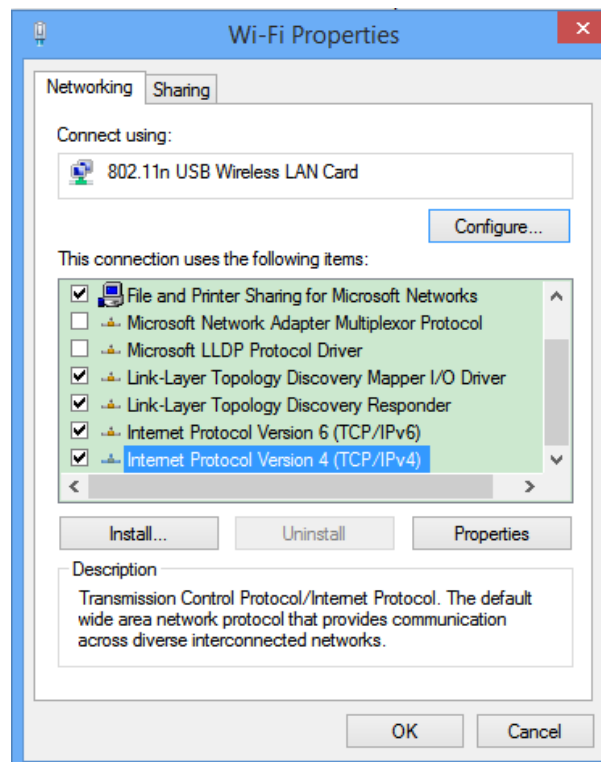 Wi-Fi Properties
Networking
Sharing
Connect using:
802.11n USB Wireless LAN Card
Configure...
This connection uses the following items:
File and Printer Sharing for Microsoft Networks
Microsoft Network Adapter Multiplexor Protocol
Microsoft LLDP Protocol Driver
Link-Layer Topology Discovery Mapper I/O Driver
Link-Layer Topology Discovery Responder
Internet Protocol Version 6 (TCP/IPv6)
Internet Protocol Version 4 (TCP/IPv4)
Install...
Uninstall
Properties
Description
Transmission Control Protocol/Internet Protocol. The default
wide area network protocol that provides communication
across diverse interconnected networks.
OK
Cancel